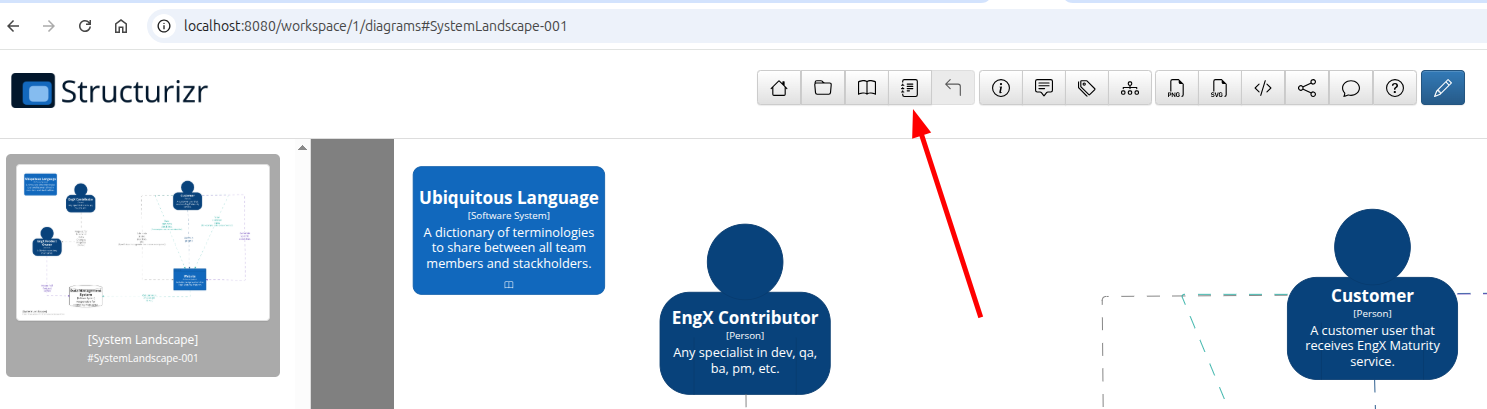 localhost:8080/workspace/1/diagrams#SystemLandscape-001
Structurizr
PNG
SVG
[System Landscape]
#SystemLandscape-001
Ubiquitous Language
[Software System]
A dictionary of terminologies
to share between all team
members and stackholders.
EngX Contributor
[Person]
Any specialist in dev, qa,
ba, pm, etc.
Customer
[Person]
A customer user that
receives EngX Maturity
service.